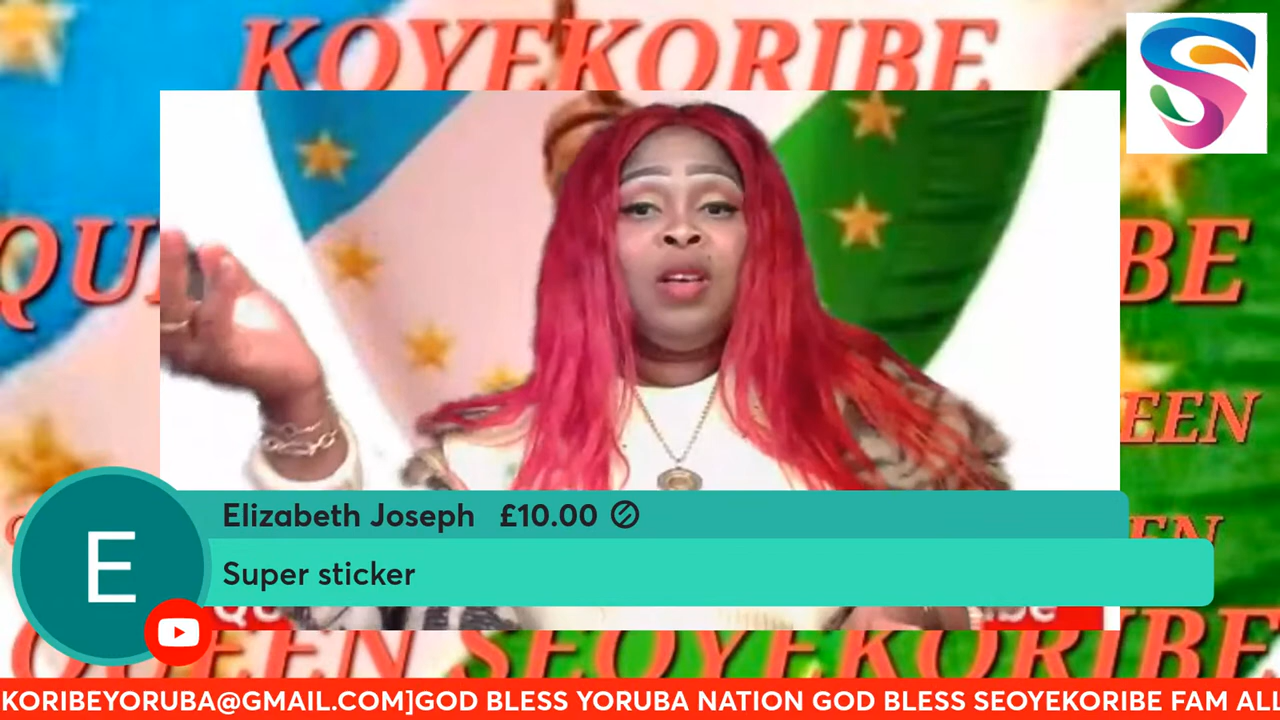 KOYEKORIBE
QU
BE
EEN
Elizabeth Joseph £10.00
E
Super sticker
QUEEN SEOYEKORIBE
KORIBEYORUBA@GMAIL.COM]GOD BLESS YORUBA NATION GOD BLESS SEOYEKORIBE FAM ALL